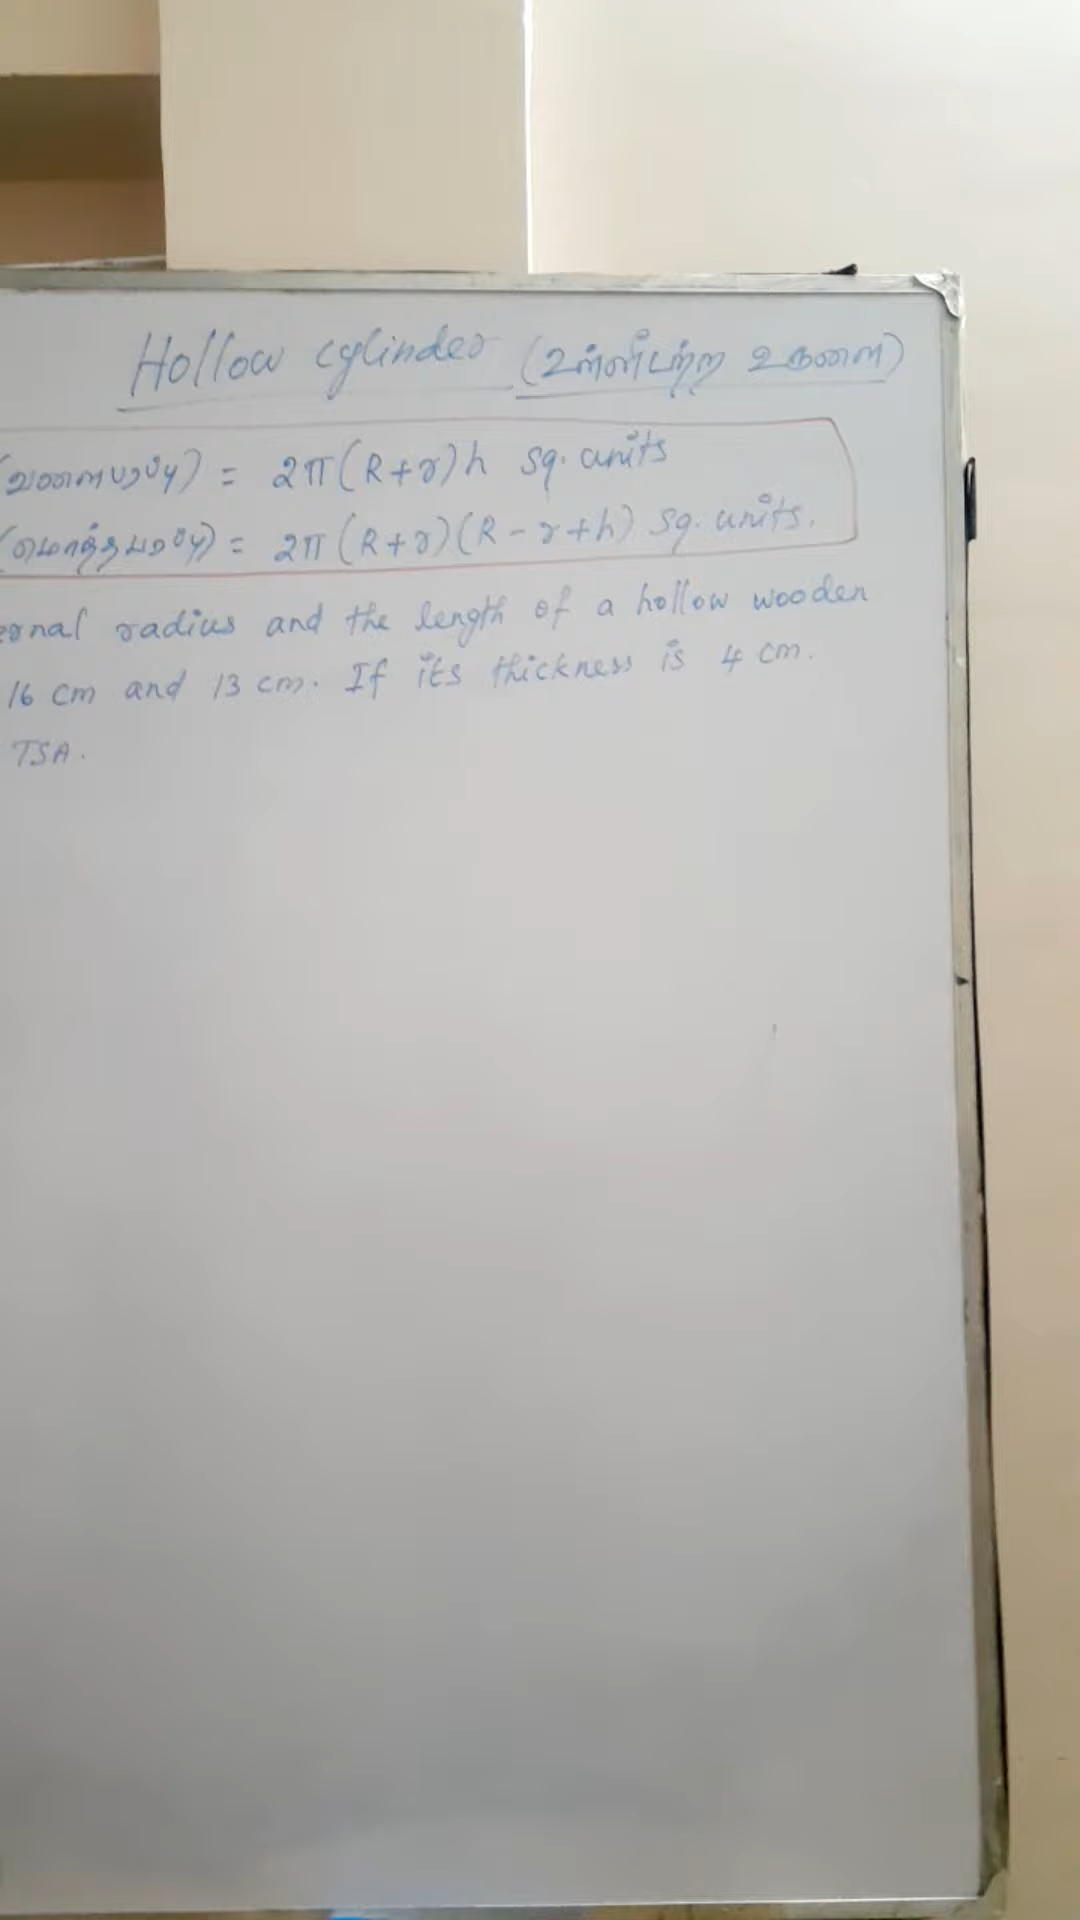 Hollow cylinder (உள்ளீடற்ற உருளை)
(வளைபரப்பு) = 2π(R+r)h sq. units
(மொத்தபரப்பு) = 2π(R+r)(R-r+h) sq. units.
ernal radius and the length of a hollow wooden
16 cm and 13 cm. If its thickness is 4 cm.
TSA.